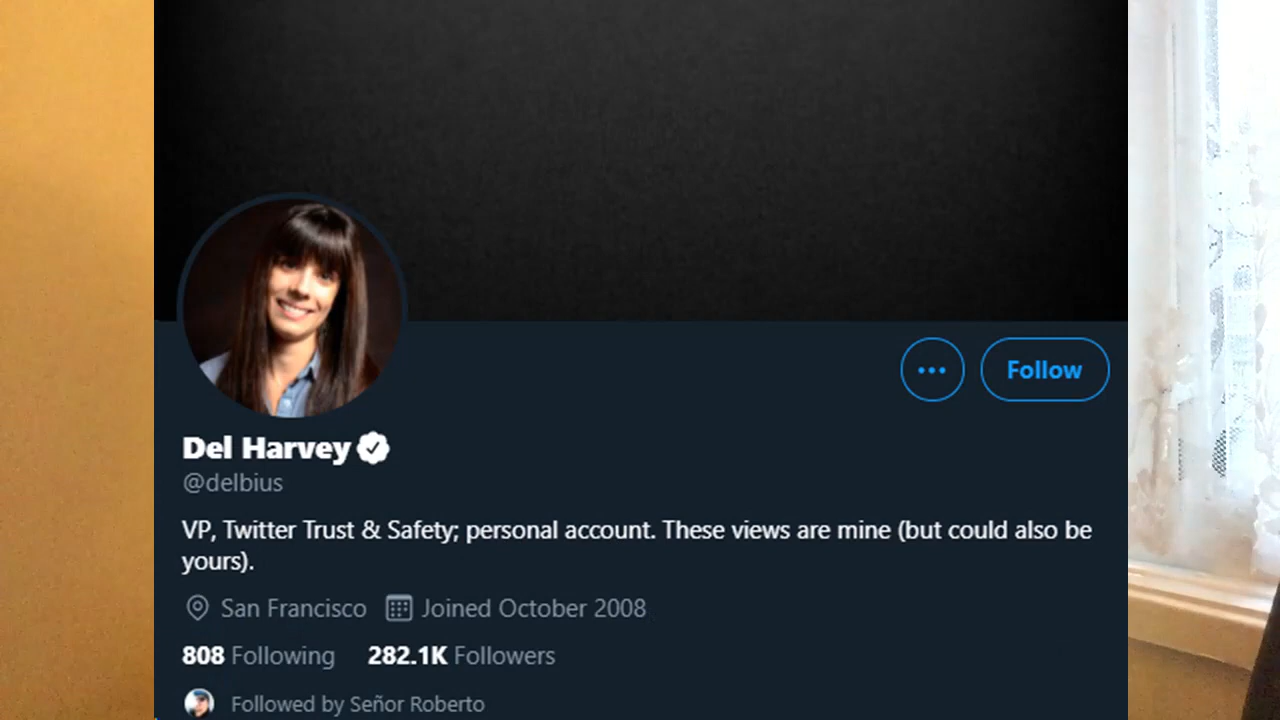 Follow
Del Harvey
@delbius
VP, Twitter Trust & Safety; personal account. These views are mine (but could also be
yours).
San Francisco Joined October 2008
808 Following 282.1K Followers
Followed by Señor Roberto